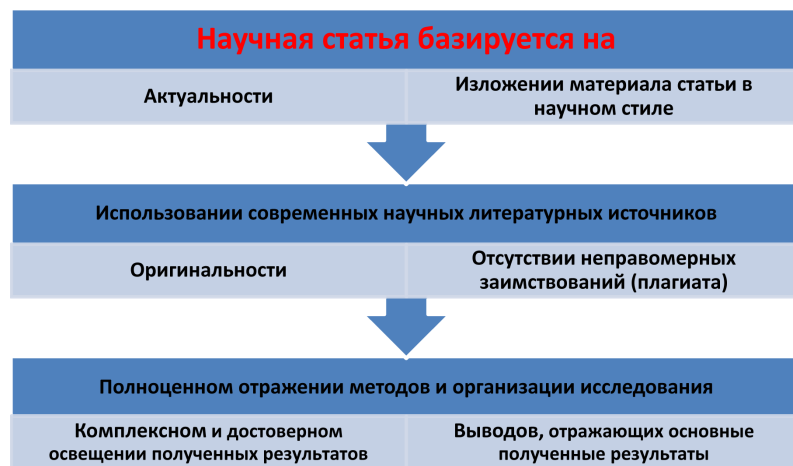 Научная статья базируется на
Актуальности
Изложении материала статьи в
научном стиле
Использовании современных научных литературных источников
Оригинальности
Отсутствии неправомерных
заимствований (плагиата)
Полноценном отражении методов и организации исследования
Комплексном и достоверном
освещении полученных результатов
Выводов, отражающих основные
полученные результаты